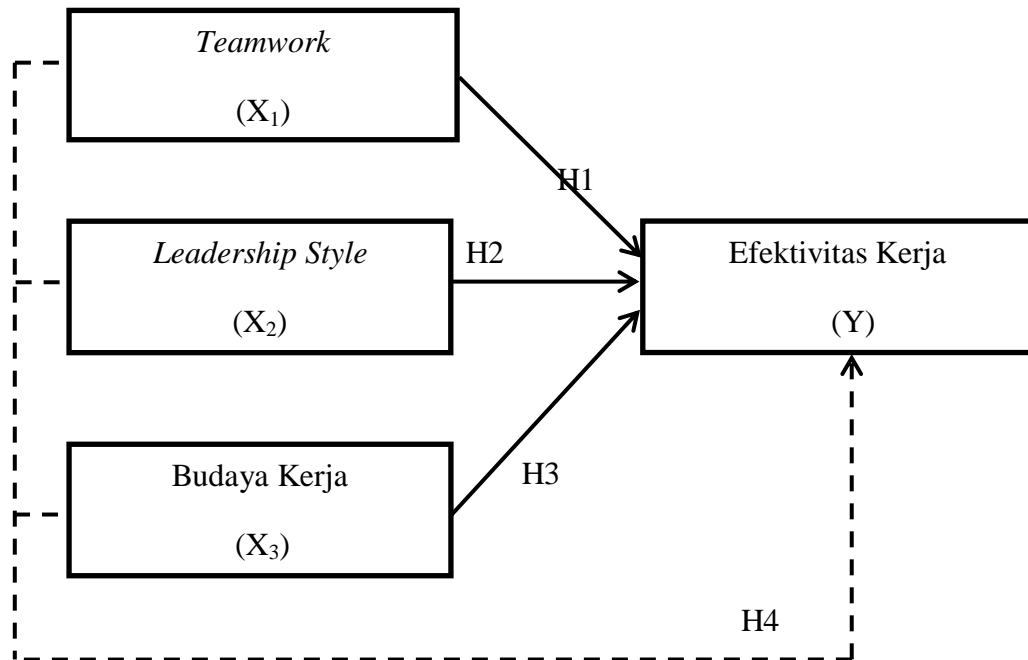 Teamwork
(X₁)
H1
Leadership Style
(X₂)
H2
Efektivitas Kerja
(Y)
Budaya Kerja
(X₃)
H3
H4